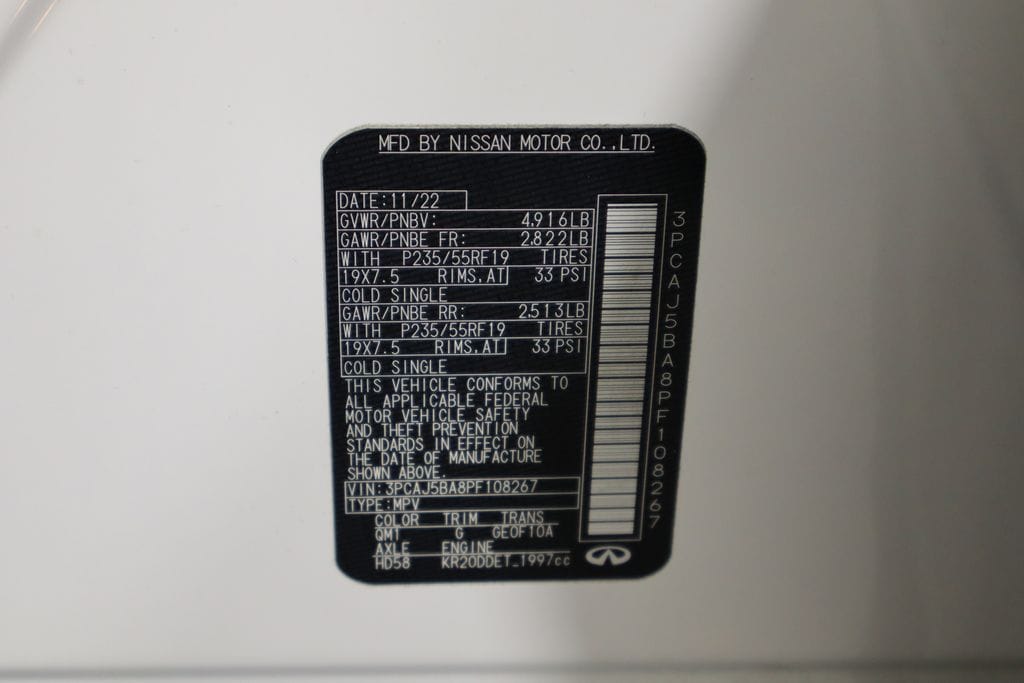 MFD BY NISSAN MOTOR CO.,LTD.
DATE:11/22
GVWR/PNBV: 4,916LB
GAWR/PNBE FR: 2,822LB
WITH P235/55RF19 TIRES
19X7.5 RIMS,AT 33 PSI
COLD SINGLE
GAWR/PNBE RR: 2,513LB
WITH P235/55RF19 TIRES
19X7.5 RIMS,AT 33 PSI
COLD SINGLE
THIS VEHICLE CONFORMS TO
ALL APPLICABLE FEDERAL
MOTOR VEHICLE SAFETY
AND THEFT PREVENTION
STANDARDS IN EFFECT ON
THE DATE OF MANUFACTURE
SHOWN ABOVE.
VIN:3PCAJ5BA8PF108267
TYPE:MPV
COLOR TRIM TRANS
QM1 G GEOF10A
AXLE ENGINE
HD58 KR20DDET_1997cc
3PCAJ5BA8PF108267